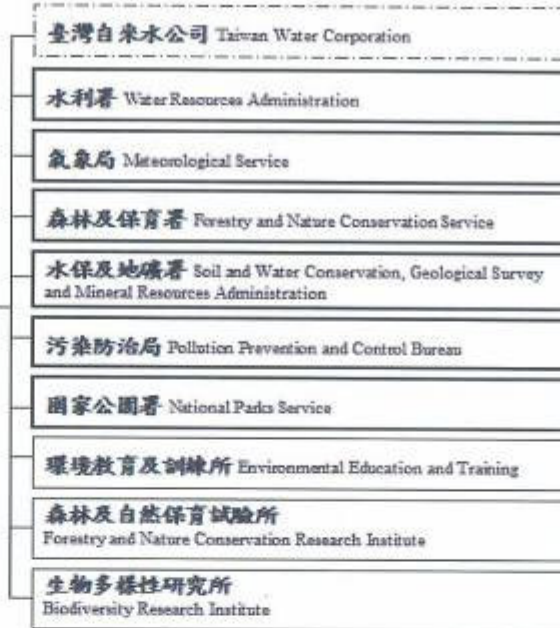 臺灣自來水公司 Taiwan Water Corporation
水利署 Water Resources Administration
氣象局 Meteorological Service
森林及保育署 Forestry and Nature Conservation Service
水保及地礦署 Soil and Water Conservation, Geological Survey
and Mineral Resources Administration
污染防治局 Pollution Prevention and Control Bureau
國家公園署 National Parks Service
環境教育及訓練所 Environmental Education and Training
森林及自然保育試驗所
Forestry and Nature Conservation Research Institute
生物多樣性研究所
Biodiversity Research Institute